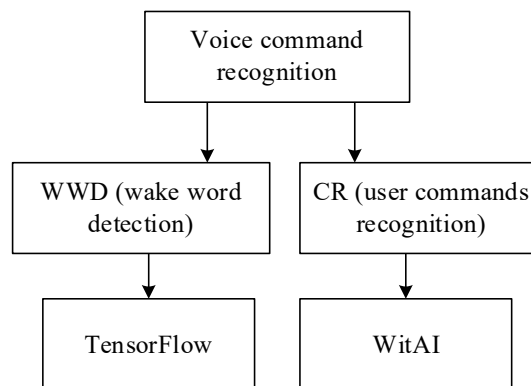 Voice command
recognition
WWD (wake word
detection)
CR (user commands
recognition)
TensorFlow
WitAI